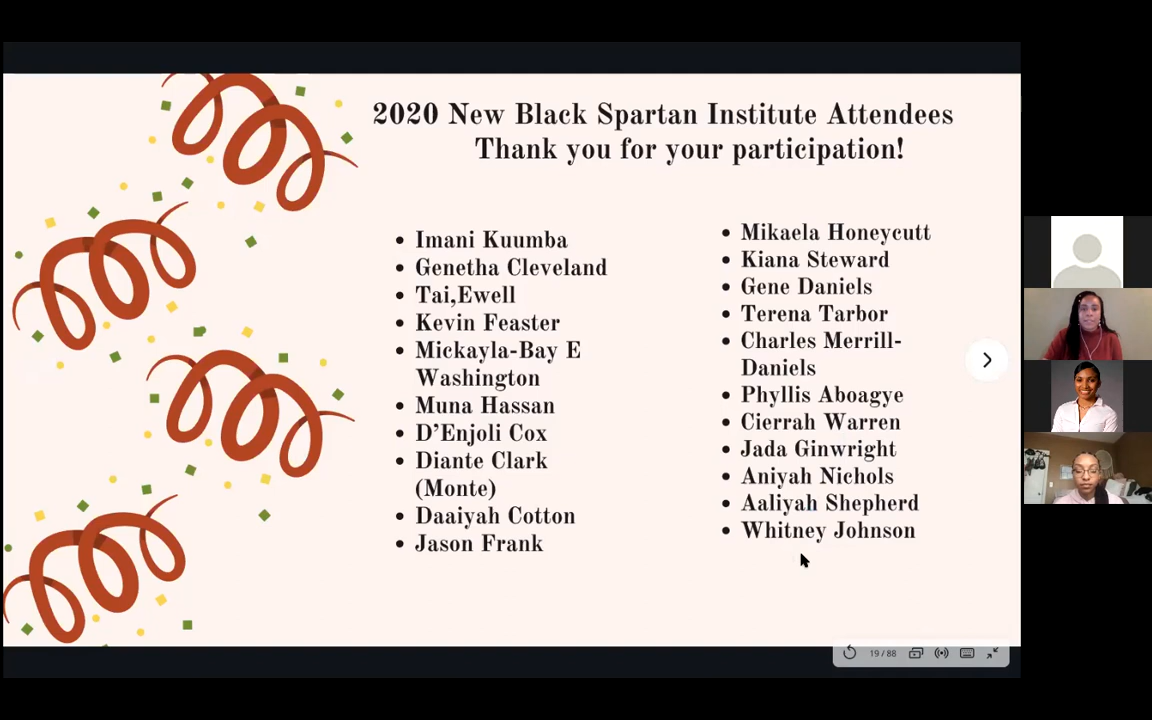 2020 New Black Spartan Institute Attendees
Thank you for your participation!
• Imani Kuumba
• Genetha Cleveland
• Tai,Ewell
• Kevin Feaster
• Mickayla-Bay E
Washington
• Muna Hassan
• D’Enjoli Cox
• Diante Clark
(Monte)
• Daaiyah Cotton
• Jason Frank
• Mikaela Honeycutt
• Kiana Steward
• Gene Daniels
• Terena Tarbor
• Charles Merrill-
Daniels
• Phyllis Aboagye
• Cierrah Warren
• Jada Ginwright
• Aniyah Nichols
• Aaliyah Shepherd
• Whitney Johnson
19 / 88